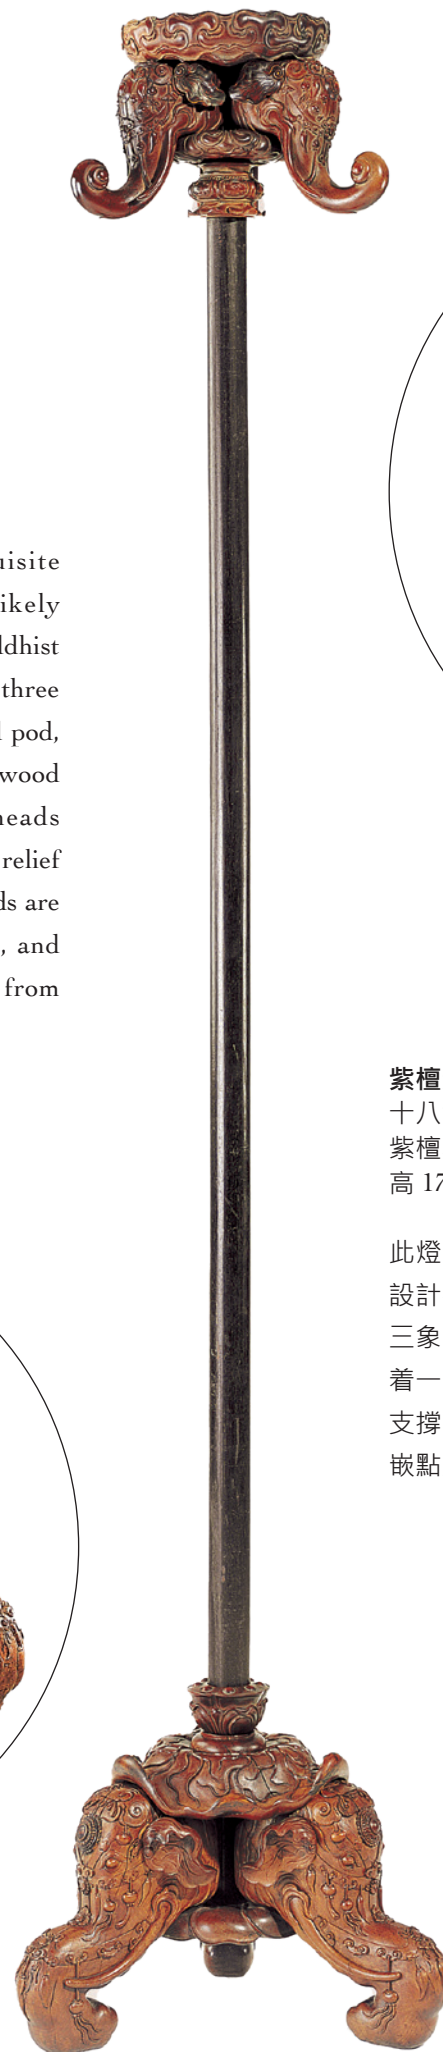 uisite
ikely
ldhist
three
pod,
wood
eads
relief
ds are
, and
from
紫檀
十八
紫檀
高 17
此燈
設計
三象
着一
支撐
嵌點